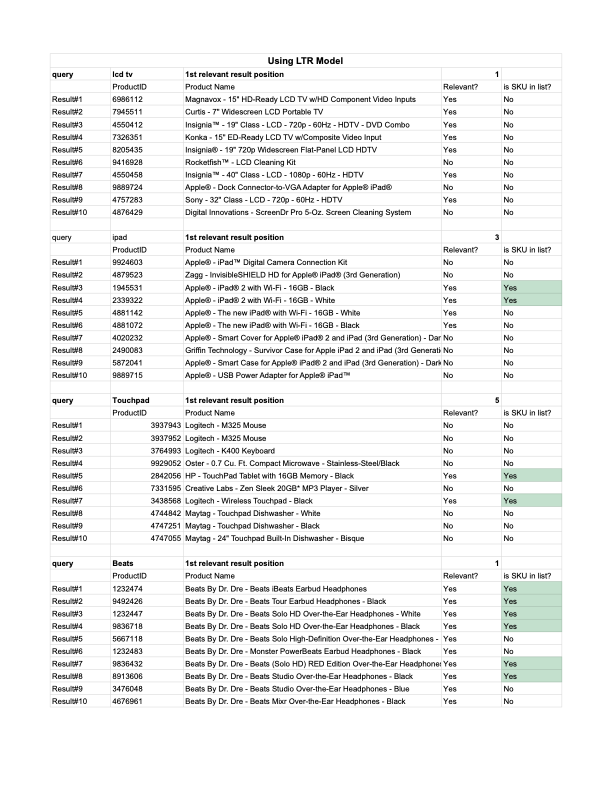 Using LTR Model
query lcd tv 1st relevant result position 1
ProductID Product Name Relevant? is SKU in list?
Result#1 6986112 Magnavox - 15" HD-Ready LCD TV w/HD Component Video Inputs Yes No
Result#2 7945511 Curtis - 7" Widescreen LCD Portable TV Yes No
Result#3 4550412 Insignia™ - 19" Class - LCD - 720p - 60Hz - HDTV - DVD Combo Yes No
Result#4 7326351 Konka - 15" ED-Ready LCD TV w/Composite Video Input Yes No
Result#5 8205435 Insignia® - 19" 720p Widescreen Flat-Panel LCD HDTV Yes No
Result#6 9416928 Rocketfish™ - LCD Cleaning Kit No No
Result#7 4550458 Insignia™ - 40" Class - LCD - 1080p - 60Hz - HDTV Yes No
Result#8 9889724 Apple® - Dock Connector-to-VGA Adapter for Apple® iPad® No No
Result#9 4757283 Sony - 32" Class - LCD - 720p - 60Hz - HDTV Yes No
Result#10 4876429 Digital Innovations - ScreenDr Pro 5-Oz. Screen Cleaning System No No
query ipad 1st relevant result position 3
ProductID Product Name Relevant? is SKU in list?
Result#1 9924603 Apple® - iPad™ Digital Camera Connection Kit No No
Result#2 4879523 Zagg - InvisibleSHIELD HD for Apple® iPad® (3rd Generation) No No
Result#3 1945531 Apple® - iPad® 2 with Wi-Fi - 16GB - Black Yes Yes
Result#4 2339322 Apple® - iPad® 2 with Wi-Fi - 16GB - White Yes Yes
Result#5 4881142 Apple® - The new iPad® with Wi-Fi - 16GB - White Yes No
Result#6 4881072 Apple® - The new iPad® with Wi-Fi - 16GB - Black Yes No
Result#7 4020232 Apple® - Smart Cover for Apple® iPad® 2 and iPad (3rd Generation) - Dar No No
Result#8 2490083 Griffin Technology - Survivor Case for Apple iPad 2 and iPad (3rd Generati No No
Result#9 5872041 Apple® - Smart Case for Apple® iPad® 2 and iPad (3rd Generation) - Dark No No
Result#10 9889715 Apple® - USB Power Adapter for Apple® iPad™ No No
query Touchpad 1st relevant result position 5
ProductID Product Name Relevant? is SKU in list?
Result#1 3937943 Logitech - M325 Mouse No No
Result#2 3937952 Logitech - M325 Mouse No No
Result#3 3764993 Logitech - K400 Keyboard No No
Result#4 9929052 Oster - 0.7 Cu. Ft. Compact Microwave - Stainless-Steel/Black No No
Result#5 2842056 HP - TouchPad Tablet with 16GB Memory - Black Yes Yes
Result#6 7331595 Creative Labs - Zen Sleek 20GB* MP3 Player - Silver No No
Result#7 3438568 Logitech - Wireless Touchpad - Black Yes Yes
Result#8 4744842 Maytag - Touchpad Dishwasher - White No No
Result#9 4747251 Maytag - Touchpad Dishwasher - Black No No
Result#10 4747055 Maytag - 24" Touchpad Built-In Dishwasher - Bisque No No
query Beats 1st relevant result position 1
ProductID Product Name Relevant? is SKU in list?
Result#1 1232474 Beats By Dr. Dre - Beats iBeats Earbud Headphones Yes Yes
Result#2 9492426 Beats By Dr. Dre - Beats Tour Earbud Headphones - Black Yes Yes
Result#3 1232447 Beats By Dr. Dre - Beats Solo HD Over-the-Ear Headphones - White Yes Yes
Result#4 9836718 Beats By Dr. Dre - Beats Solo HD Over-the-Ear Headphones - Black Yes Yes
Result#5 5667118 Beats By Dr. Dre - Beats Solo High-Definition Over-the-Ear Headphones - Yes No
Result#6 1232483 Beats By Dr. Dre - Monster PowerBeats Earbud Headphones - Black Yes No
Result#7 9836432 Beats By Dr. Dre - Beats (Solo HD) RED Edition Over-the-Ear Headphones Yes Yes
Result#8 8913606 Beats By Dr. Dre - Beats Studio Over-the-Ear Headphones - Black Yes Yes
Result#9 3476048 Beats By Dr. Dre - Beats Studio Over-the-Ear Headphones - Blue Yes No
Result#10 4676961 Beats By Dr. Dre - Beats Mixr Over-the-Ear Headphones - Black Yes No